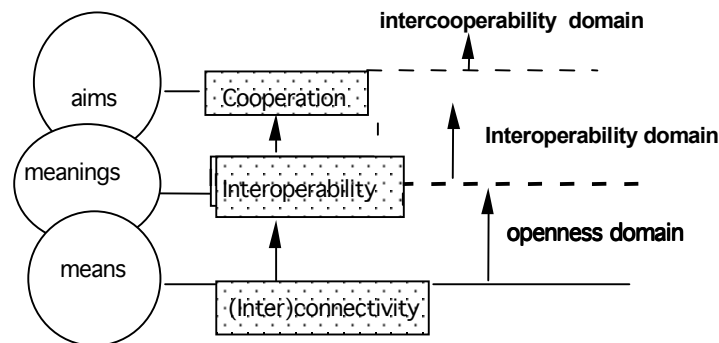 intercooperability domain
aims
Cooperation
Interoperability domain
meanings
Interoperability
openness domain
means
(Inter)connectivity